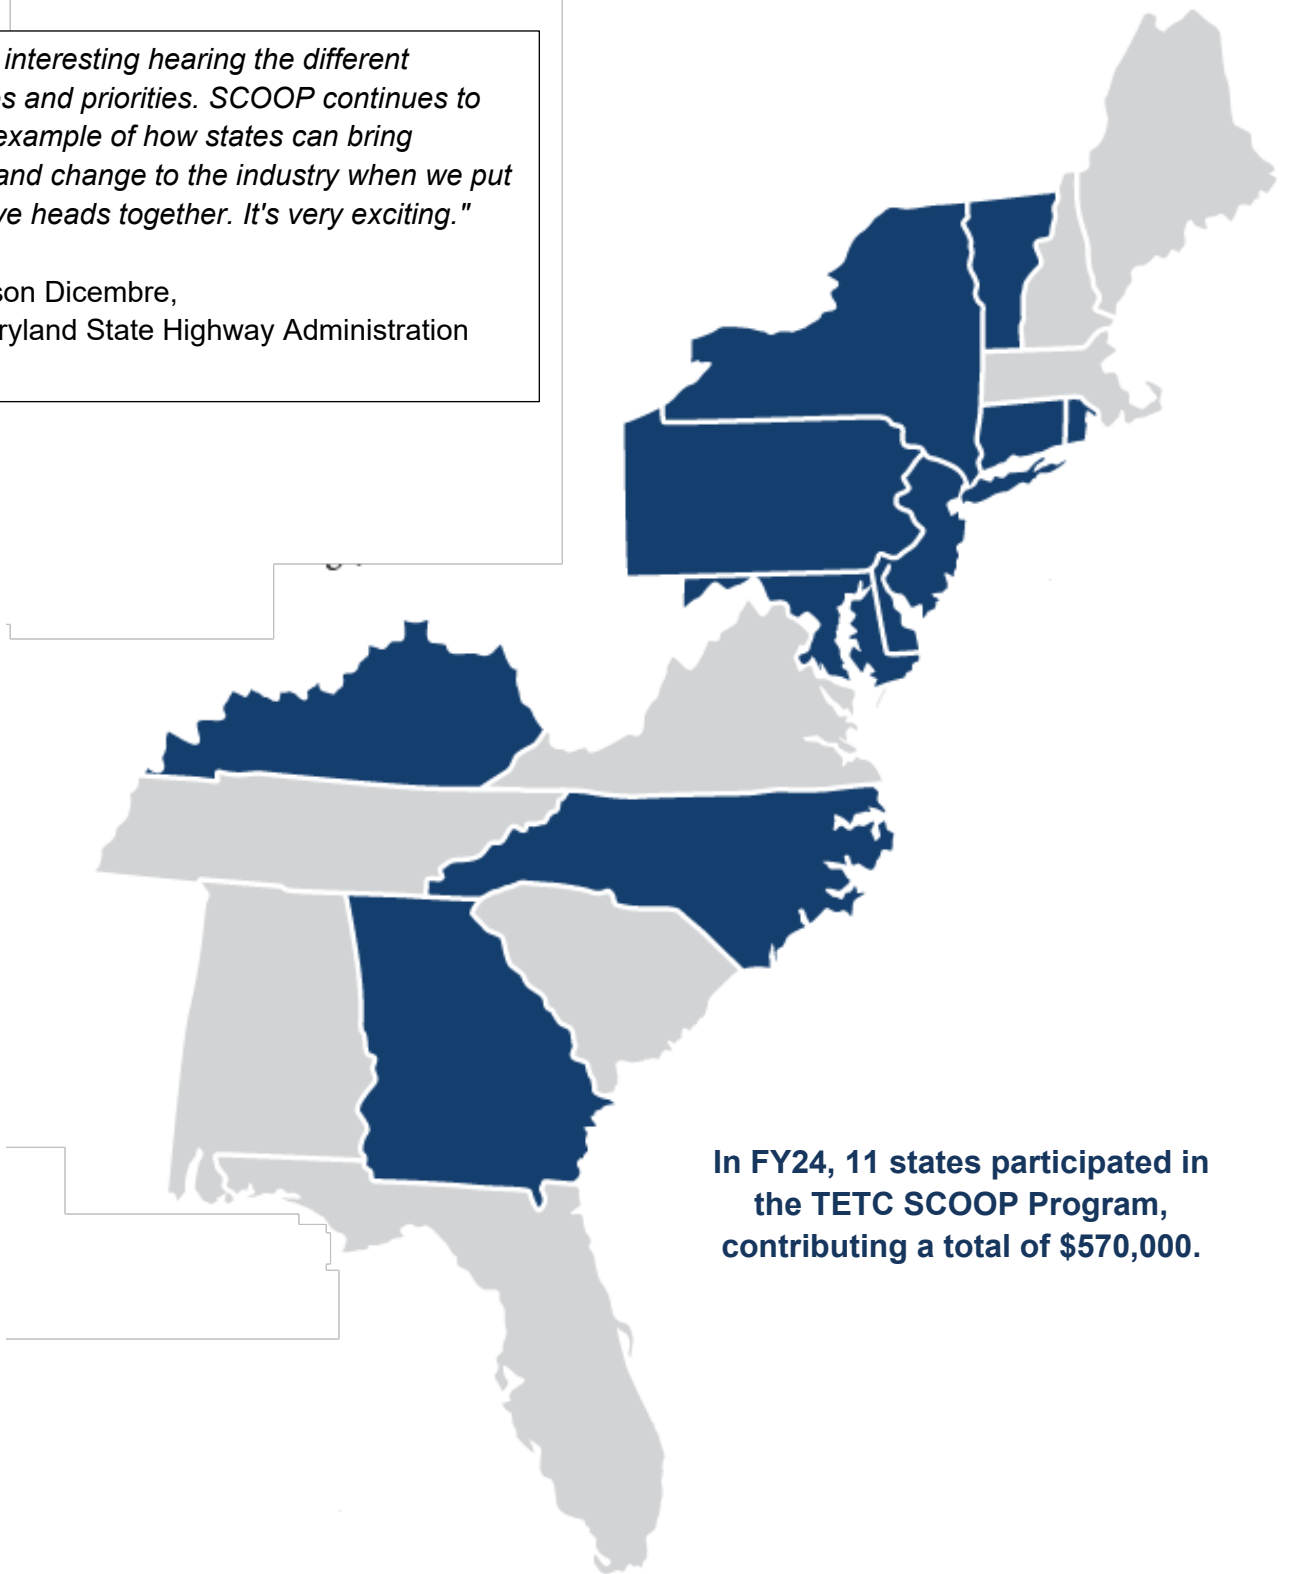 interesting hearing the different
s and priorities. SCOOP continues to
example of how states can bring
and change to the industry when we put
ve heads together. It's very exciting."
son Dicembre,
ryland State Highway Administration
In FY24, 11 states participated in
the TETC SCOOP Program,
contributing a total of $570,000.